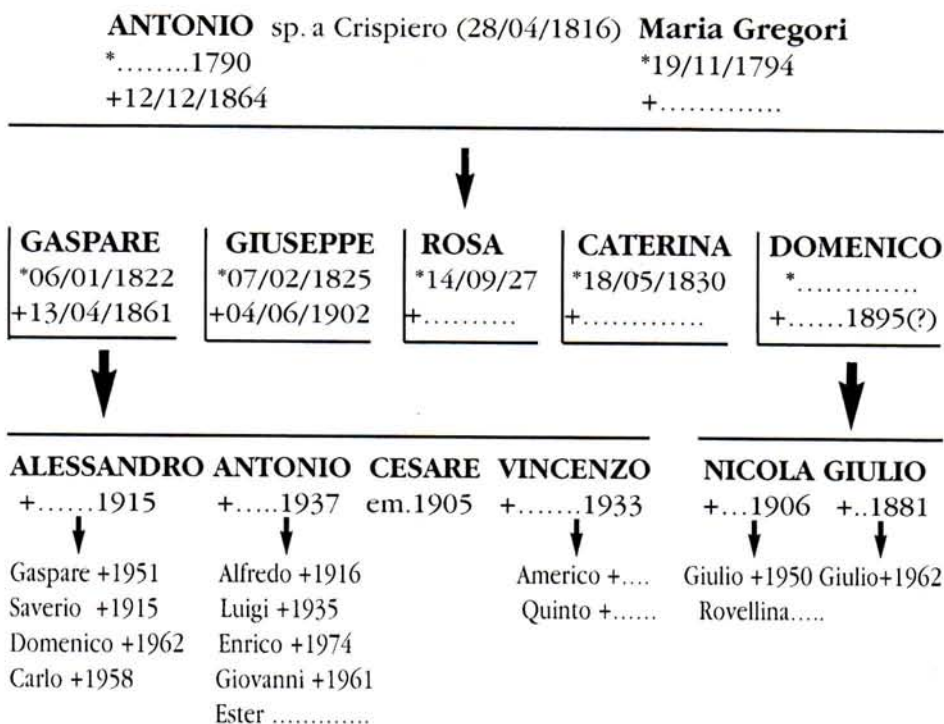 ANTONIO sp. a Crispiero (28/04/1816) Maria Gregori
*........1790 *19/11/1794
+12/12/1864 +.............
GASPARE GIUSEPPE ROSA CATERINA DOMENICO
*06/01/1822 *07/02/1825 *14/09/27 *18/05/1830 *.............
+13/04/1861 +04/06/1902 +.......... +............. +......1895(?)
ALESSANDRO ANTONIO CESARE VINCENZO NICOLA GIULIO
+......1915 +.....1937 em.1905 +.......1933 +...1906 +..1881
Gaspare +1951 Alfredo +1916 Americo +.... Giulio +1950 Giulio+1962
Saverio +1915 Luigi +1935 Quinto +...... Rovellina.....
Domenico +1962 Enrico +1974
Carlo +1958 Giovanni +1961
Ester .............